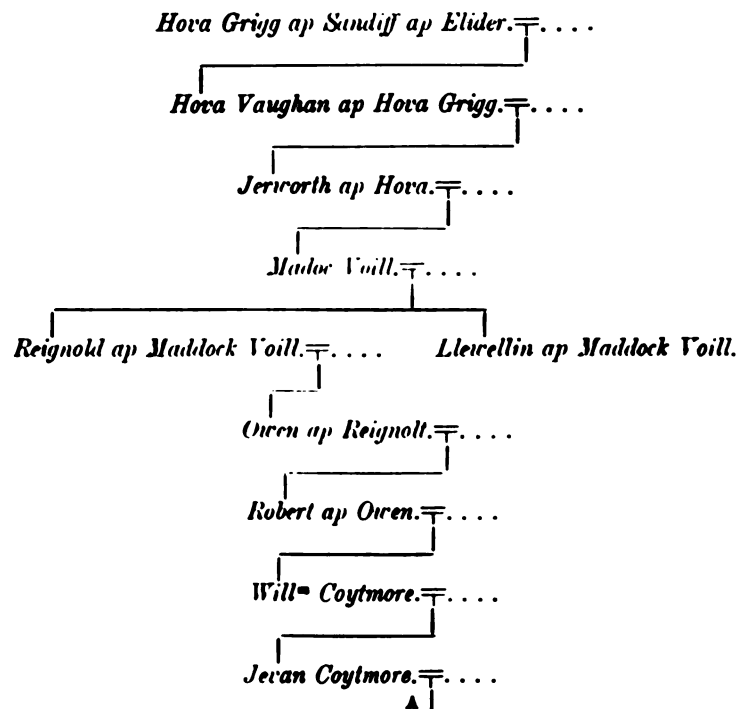 Hova Grigg ap Sandiff ap Elider. . . . .
Hova Vaughan ap Hova Grigg. . . . .
Jerworth ap Hova. . . . .
Madoc Voill. . . . .
Reignold ap Maddock Voill. . . . . Llewellin ap Maddock Voill.
Owen ap Reignolt. . . . .
Robert ap Owen. . . . .
Willm Coytmore. . . . .
Jevan Coytmore. . . . .